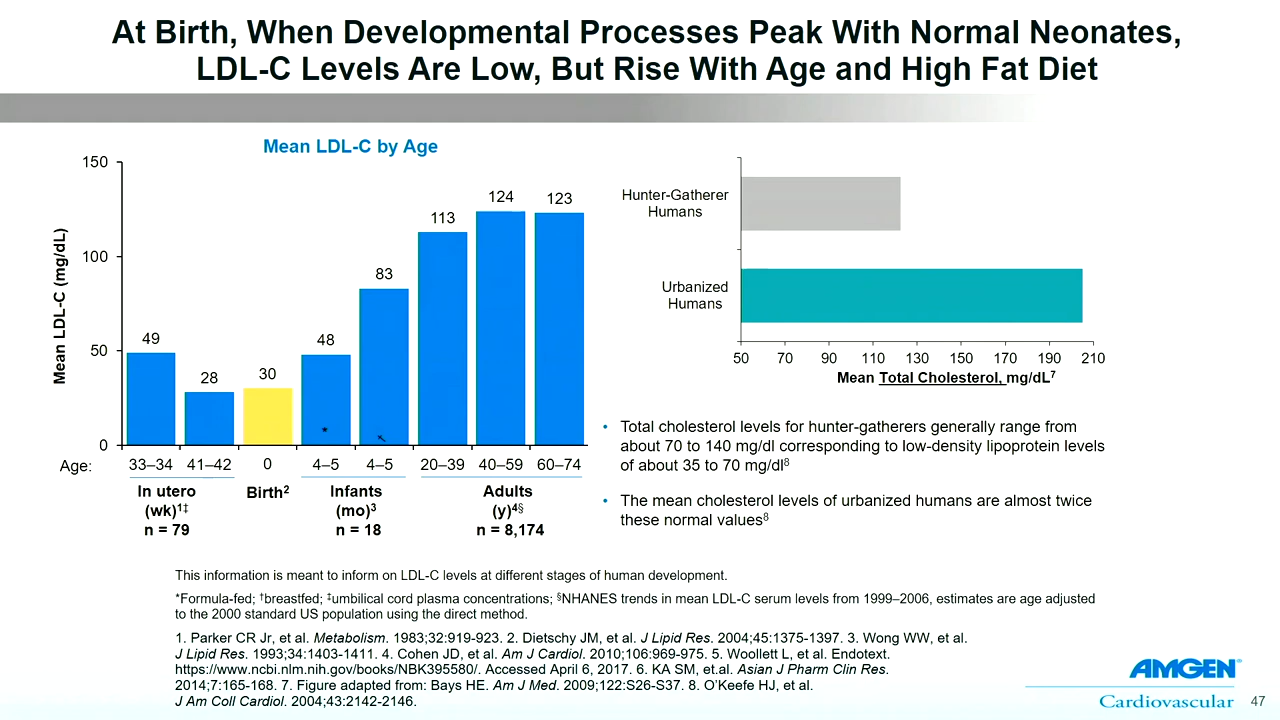 At Birth, When Developmental Processes Peak With Normal Neonates,
LDL-C Levels Are Low, But Rise With Age and High Fat Diet
Mean LDL-C by Age
Mean LDL-C (mg/dL)
150
100
50
0
49
28
30
48
83
113
124
123
*
Age:
33–34
41–42
0
4–5
4–5
20–39
40–59
60–74
In utero
(wk)¹‡
n = 79
Birth²
Infants
(mo)³
n = 18
Adults
(y)⁴§
n = 8,174
Hunter-Gatherer
Humans
Urbanized
Humans
50 70 90 110 130 150 170 190 210
Mean Total Cholesterol, mg/dL⁷
• Total cholesterol levels for hunter-gatherers generally range from
about 70 to 140 mg/dl corresponding to low-density lipoprotein levels
of about 35 to 70 mg/dl⁸
• The mean cholesterol levels of urbanized humans are almost twice
these normal values⁸
This information is meant to inform on LDL-C levels at different stages of human development.
*Formula-fed; †breastfed; ‡umbilical cord plasma concentrations; §NHANES trends in mean LDL-C serum levels from 1999–2006, estimates are age adjusted
to the 2000 standard US population using the direct method.
1. Parker CR Jr, et al. Metabolism. 1983;32:919-923. 2. Dietschy JM, et al. J Lipid Res. 2004;45:1375-1397. 3. Wong WW, et al.
J Lipid Res. 1993;34:1403-1411. 4. Cohen JD, et al. Am J Cardiol. 2010;106:969-975. 5. Woollett L, et al. Endotext.
https://www.ncbi.nlm.nih.gov/books/NBK395580/. Accessed April 6, 2017. 6. KA SM, et.al. Asian J Pharm Clin Res.
2014;7:165-168. 7. Figure adapted from: Bays HE. Am J Med. 2009;122:S26-S37. 8. O'Keefe HJ, et al.
J Am Coll Cardiol. 2004;43:2142-2146.
AMGEN®
Cardiovascular
47